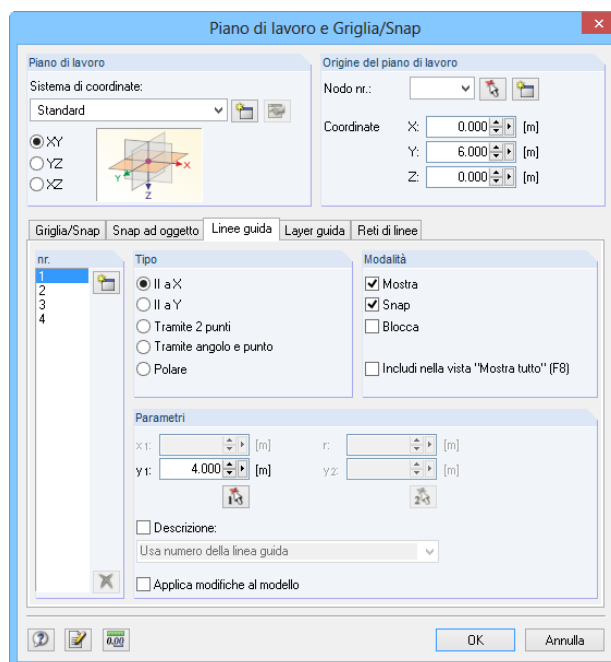 Piano di lavoro e Griglia/Snap
Piano di lavoro
Sistema di coordinate:
Standard
XY
YZ
XZ
X
Y
Z
Origine del piano di lavoro
Nodo nr.:
Coordinate X: 0.000 [m]
Y: 6.000 [m]
Z: 0.000 [m]
Griglia/Snap Snap ad oggetto Linee guida Layer guida Reti di linee
nr.
1
2
3
4
Tipo
II a X
II a Y
Tramite 2 punti
Tramite angolo e punto
Polare
Modalità
Mostra
Snap
Blocca
Includi nella vista "Mostra tutto" (F8)
Parametri
x1: [m] r: [m]
y1: 4.000 [m] y2: [m]
1 2
Descrizione:
Usa numero della linea guida
Applica modifiche al modello
0.00
OK Annulla